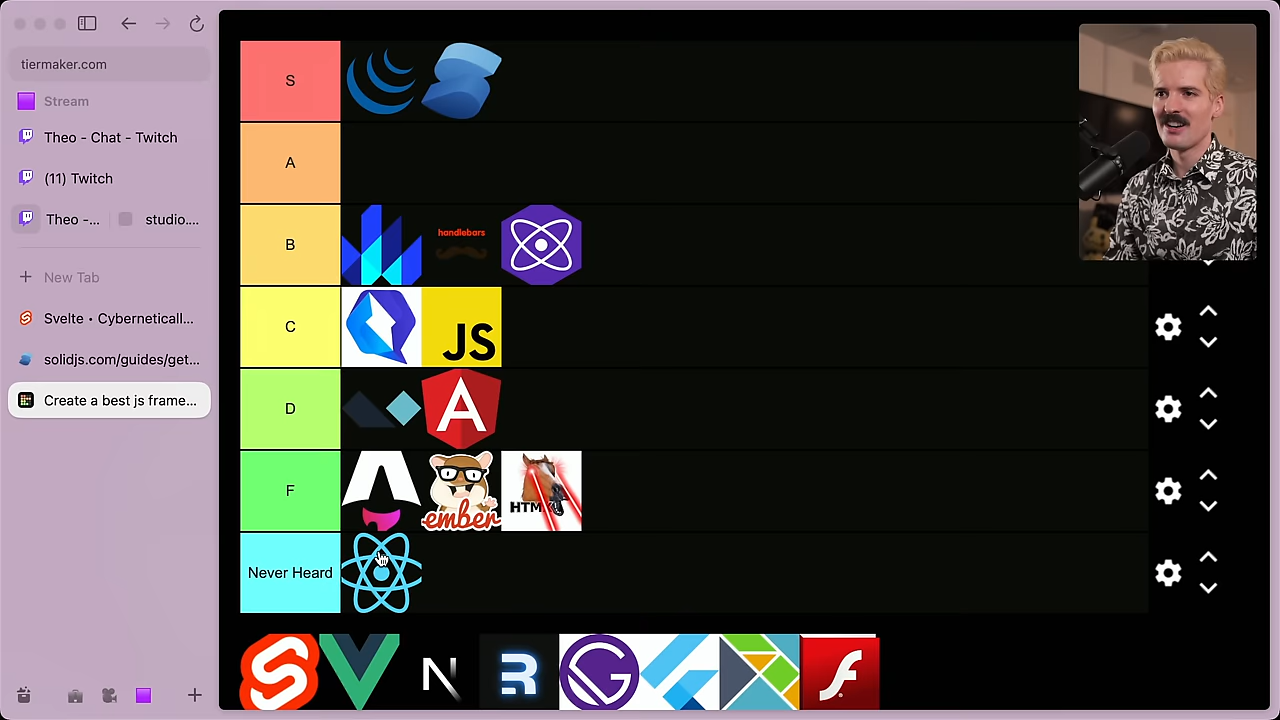 tiermaker.com
Stream
Theo - Chat - Twitch
(11) Twitch
Theo -...
studio....
New Tab
Svelte • Cyberneticall...
solidjs.com/guides/get...
Create a best js frame...
S
A
B
handlebars
C
JS
D
A
F
ember
Never Heard
N
R
G